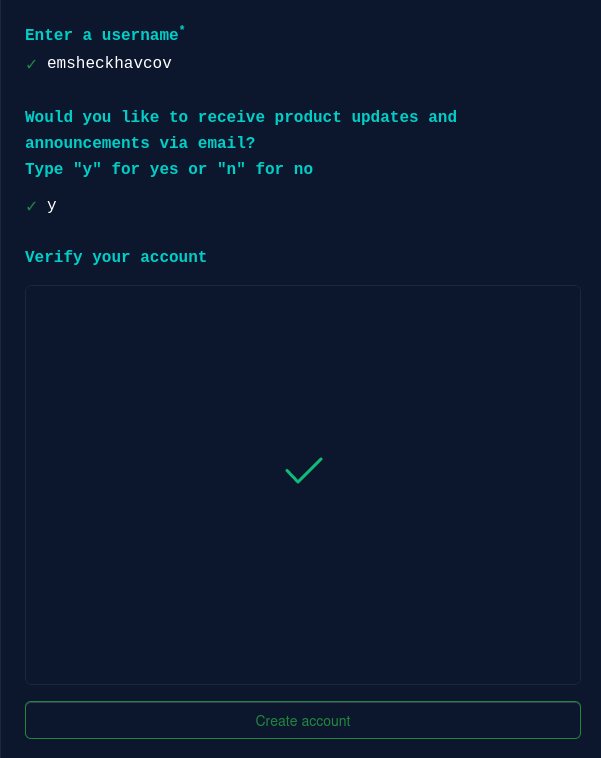 Enter a username*
✓ emsheckhavcov
Would you like to receive product updates and
announcements via email?
Type "y" for yes or "n" for no
✓ y
Verify your account
Create account